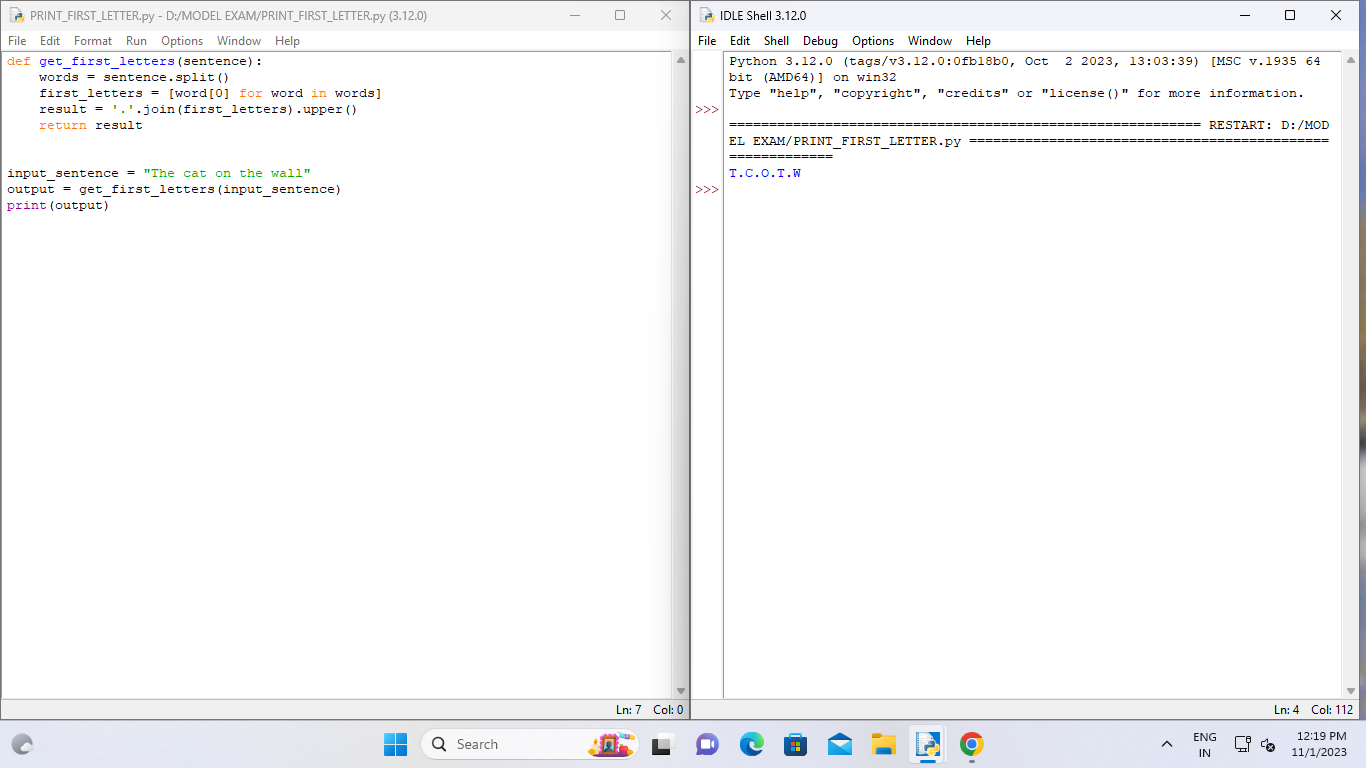 PRINT_FIRST_LETTER.py - D:/MODEL EXAM/PRINT_FIRST_LETTER.py (3.12.0)
File Edit Format Run Options Window Help
def get_first_letters(sentence):
    words = sentence.split()
    first_letters = [word[0] for word in words]
    result = '.'.join(first_letters).upper()
    return result
input_sentence = "The cat on the wall"
output = get_first_letters(input_sentence)
print(output)
Ln: 7 Col: 0
IDLE Shell 3.12.0
File Edit Shell Debug Options Window Help
Python 3.12.0 (tags/v3.12.0:0fb18b0, Oct  2 2023, 13:03:39) [MSC v.1935 64
bit (AMD64)] on win32
Type "help", "copyright", "credits" or "license()" for more information.
>>>
=========================================================== RESTART: D:/MOD
EL EXAM/PRINT_FIRST_LETTER.py =============================================
=============
T.C.O.T.W
>>>
Ln: 4 Col: 112
Search
ENG
IN
12:19 PM
11/1/2023